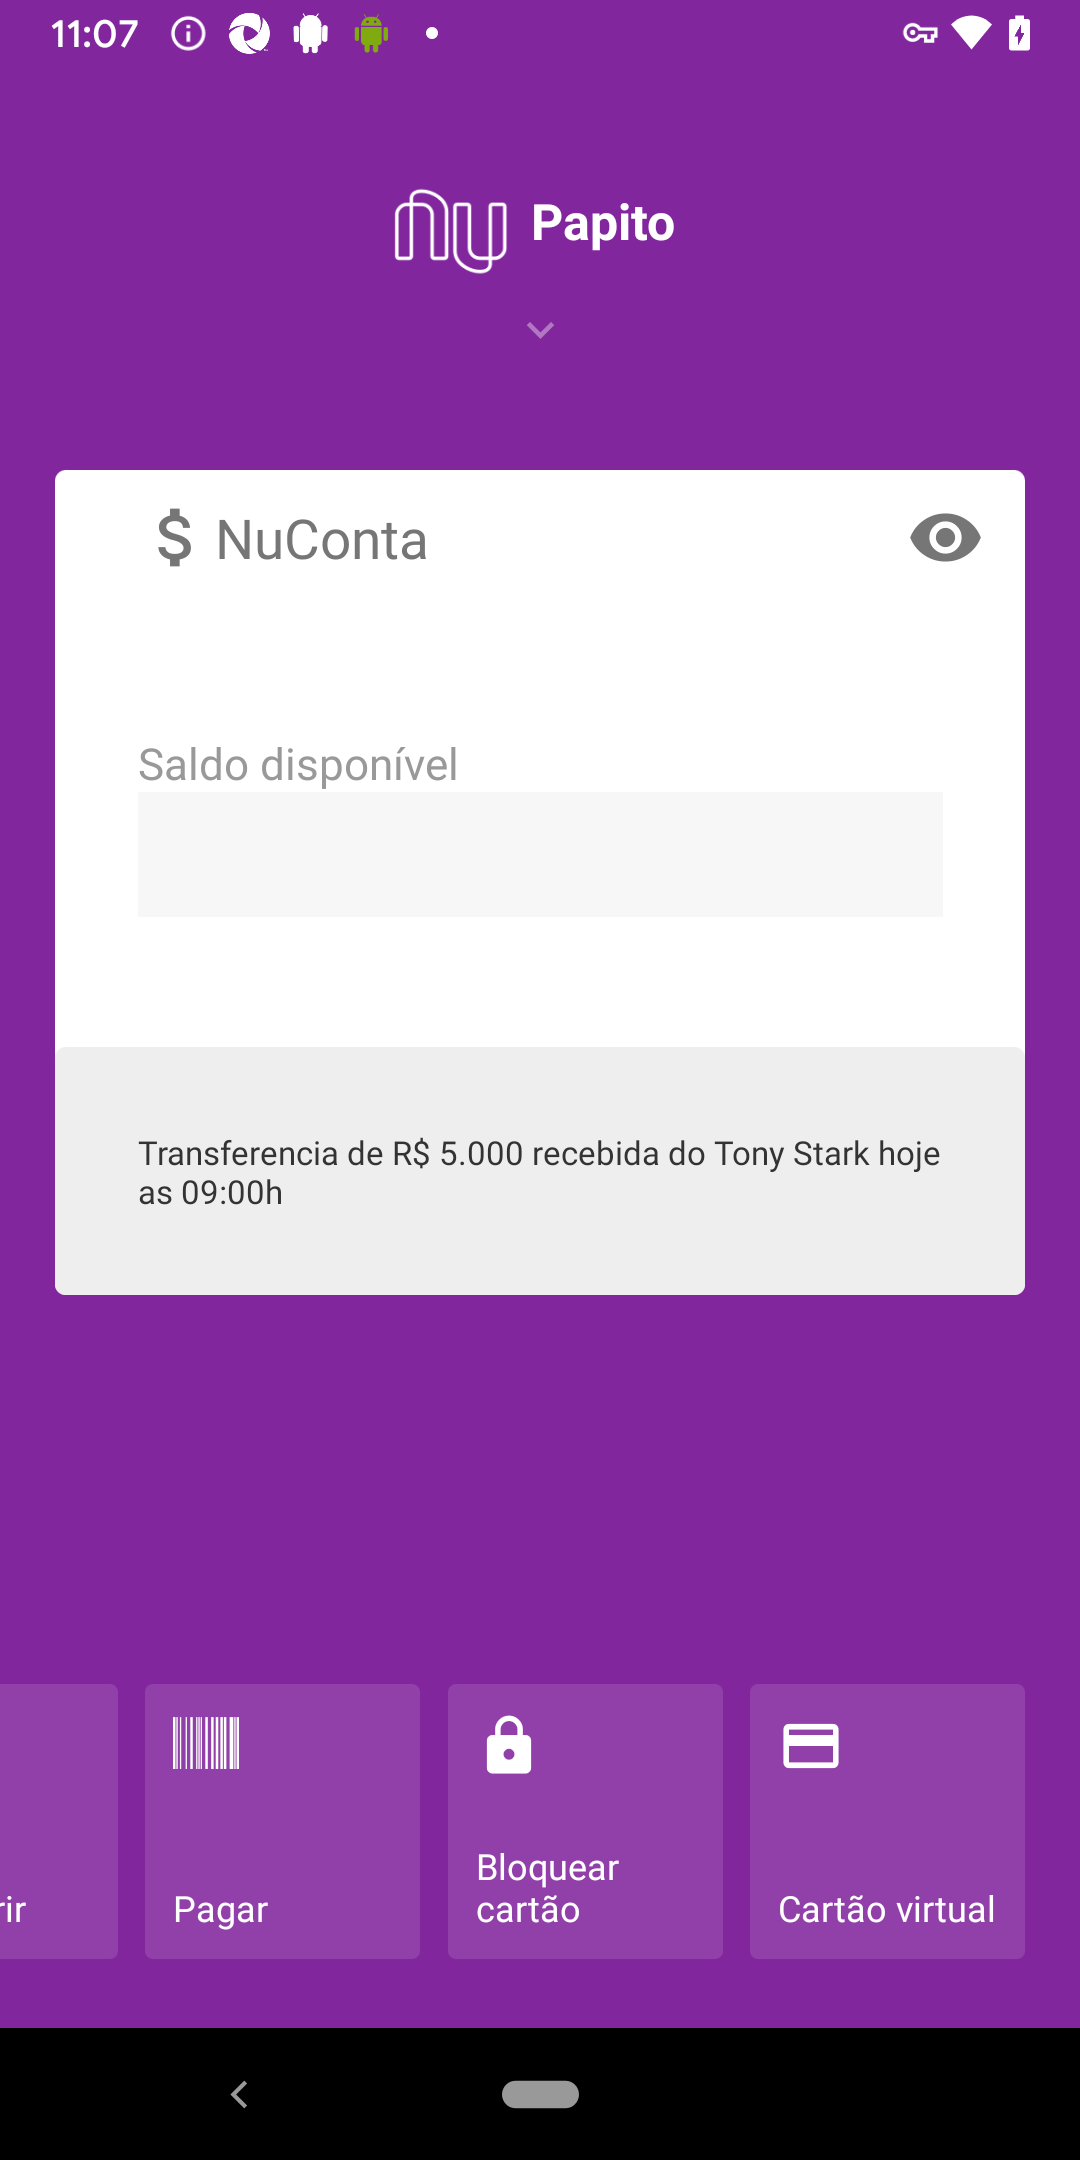 11:07
nu Papito
$ NuConta
Saldo disponível
Transferencia de R$ 5.000 recebida do Tony Stark hoje
as 09:00h
rir
Pagar
Bloquear
cartão
Cartão virtual